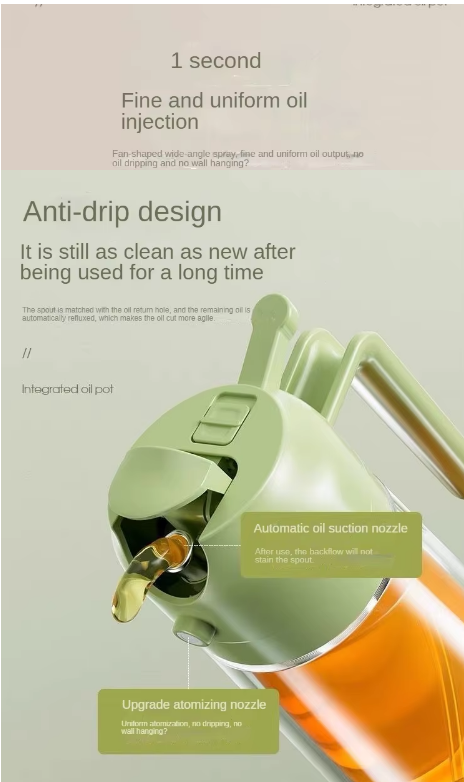 //
Integrated oil pot
1 second
Fine and uniform oil
injection
Fan-shaped wide-angle spray, fine and uniform oil output, no
oil dripping and no wall hanging?
Anti-drip design
It is still as clean as new after
being used for a long time
The spout is matched with the oil return hole, and the remaining oil is
automatically refluxed, which makes the oil cut more agile
//
Integrated oil pot
Automatic oil suction nozzle
After use, the backflow will not
stain the spout.
Upgrade atomizing nozzle
Uniform atomization, no dripping, no
wall hanging?